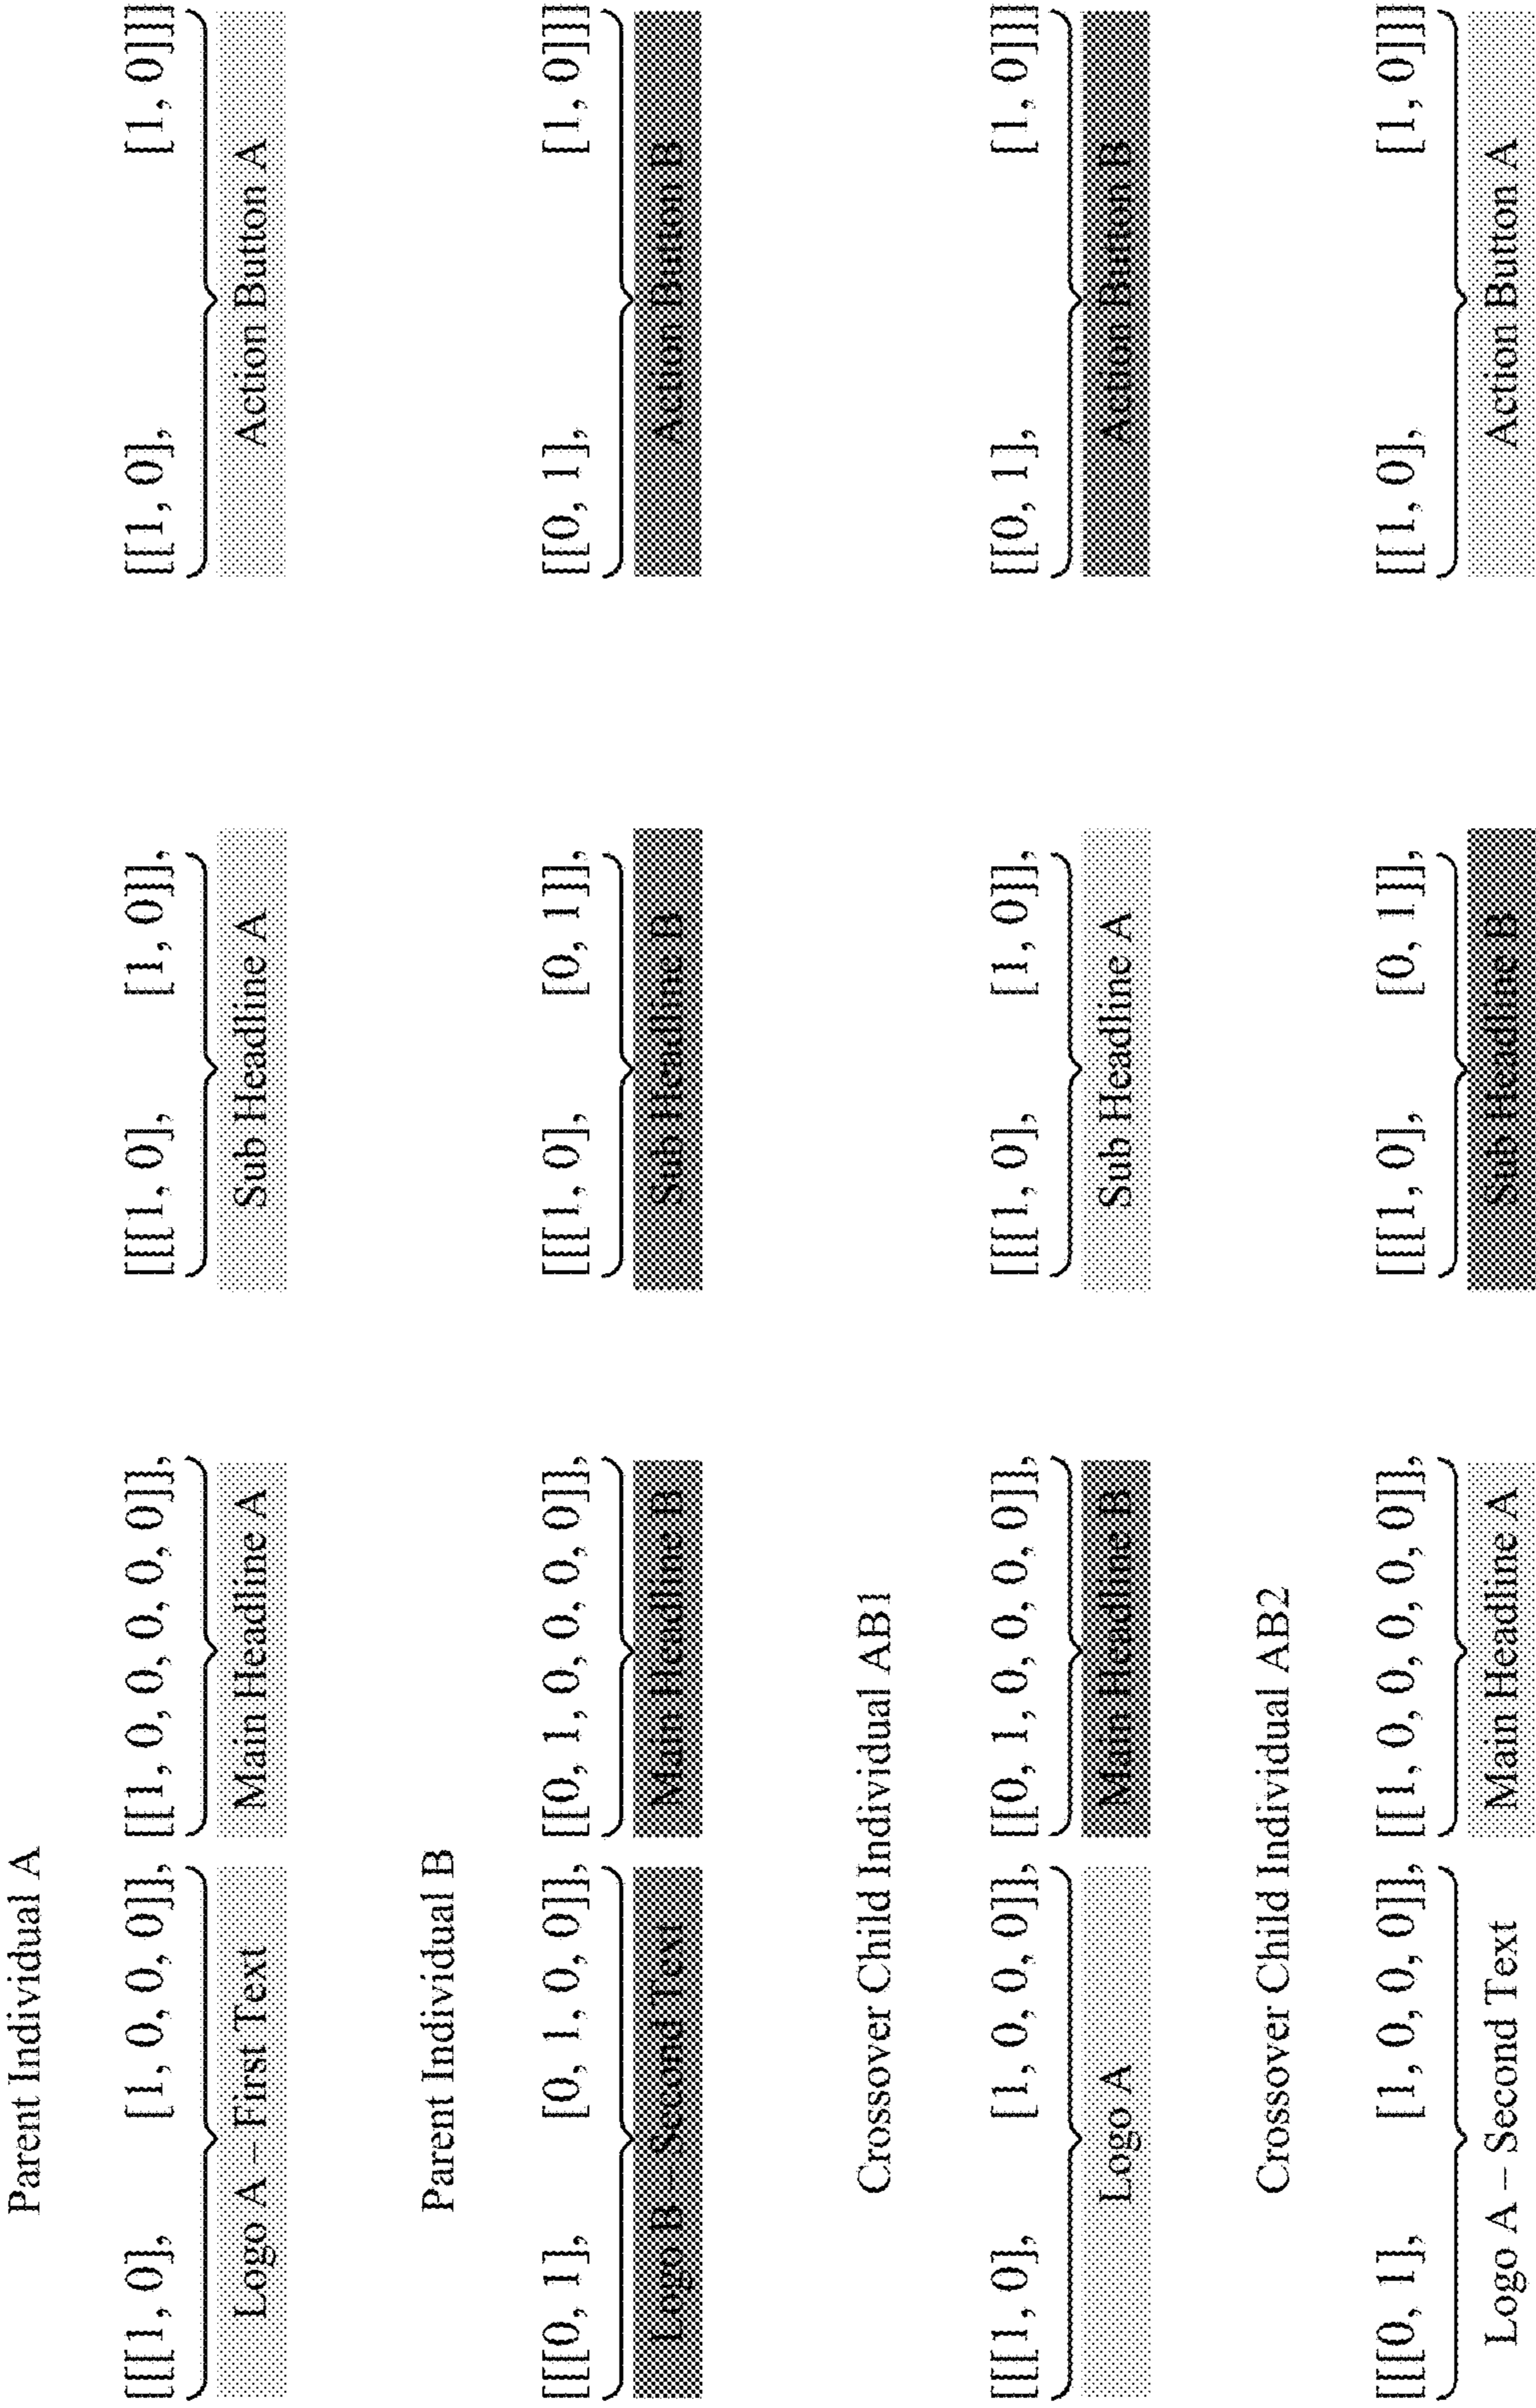 Parent Individual A
[[[1, 0], [1, 0, 0, 0]], [[1, 0, 0, 0, 0, 0]], [[[1, 0], [1, 0]], [[1, 0], [1, 0]]]
Logo A – First Text Main Headline A Sub Headline A Action Button A
Parent Individual B
[[[0, 1], [0, 1, 0, 0]], [[0, 1, 0, 0, 0, 0]], [[[1, 0], [0, 1]], [[0, 1], [1, 0]]]
Logo B – Second Text Main Headline B Sub Headline B Action Button B
Crossover Child Individual AB1
[[[1, 0], [1, 0, 0, 0]], [[0, 1, 0, 0, 0, 0]], [[[1, 0], [1, 0]], [[0, 1], [1, 0]]]
Logo A Main Headline B Sub Headline A Action Button B
Crossover Child Individual AB2
[[[0, 1], [1, 0, 0, 0]], [[1, 0, 0, 0, 0, 0]], [[[1, 0], [0, 1]], [[1, 0], [1, 0]]]
Logo A – Second Text Main Headline A Sub Headline B Action Button A